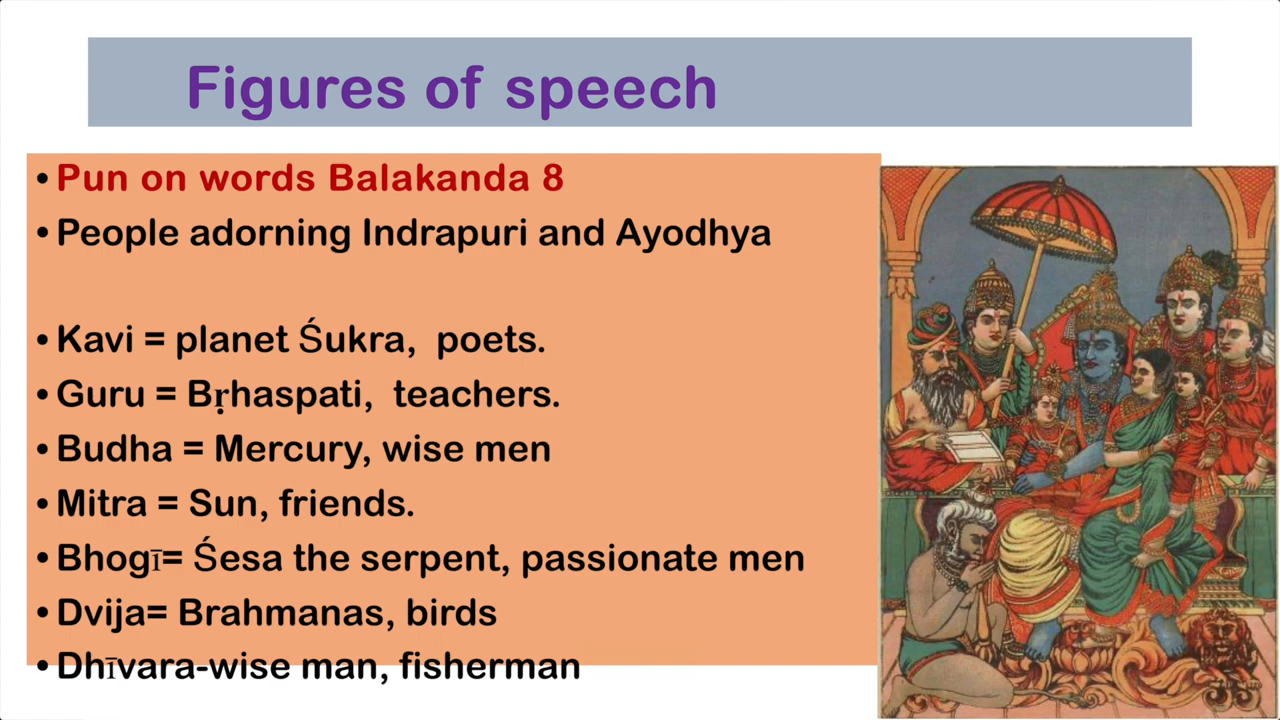 Figures of speech
• Pun on words Balakanda 8
• People adorning Indrapuri and Ayodhya
• Kavi = planet Śukra, poets.
• Guru = Bṛhaspati, teachers.
• Budha = Mercury, wise men
• Mitra = Sun, friends.
• Bhogī= Śesa the serpent, passionate men
• Dvija= Brahmanas, birds
• Dhīvara-wise man, fisherman